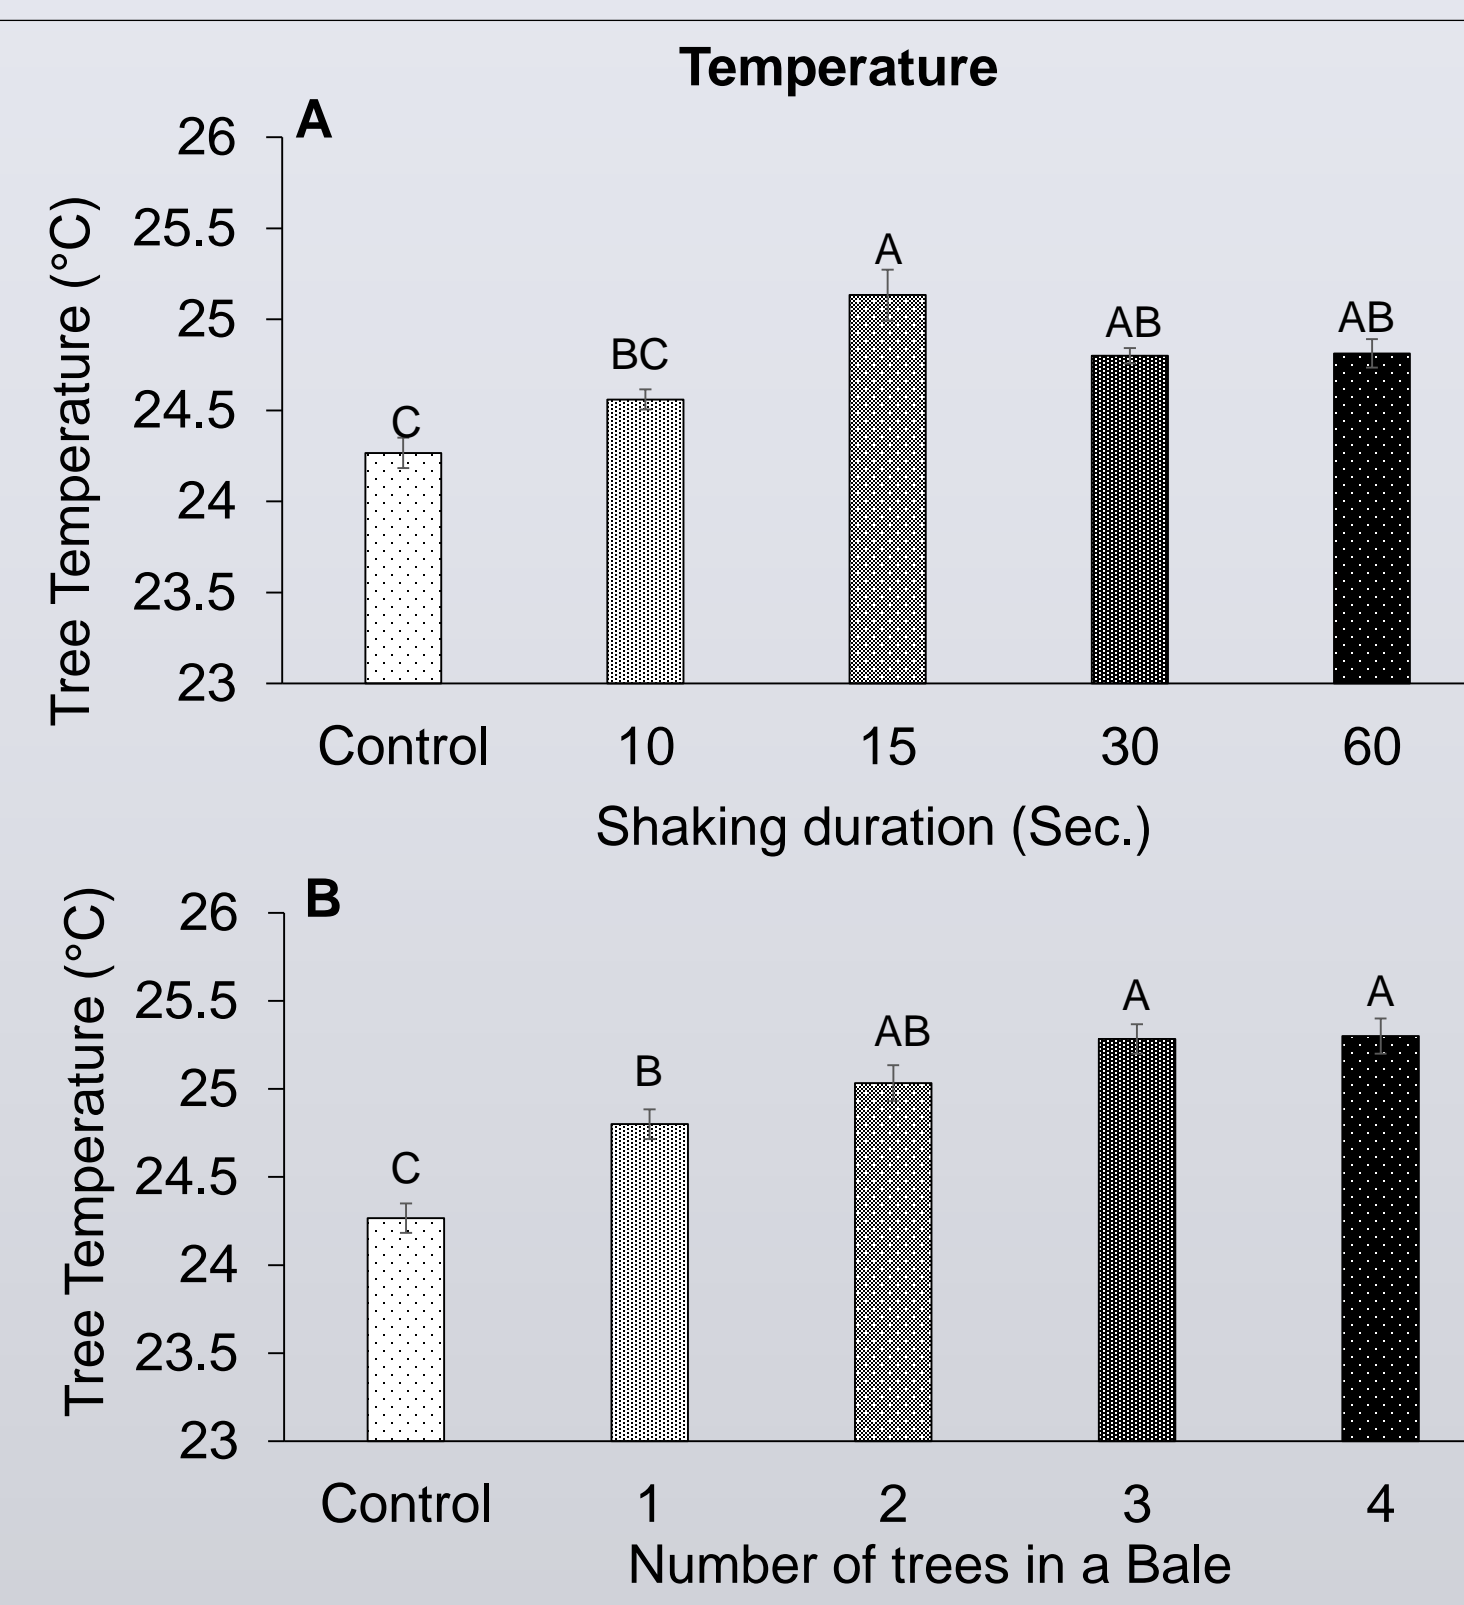 Temperature
A
26
25.5
25
24.5
24
23.5
23
Tree Temperature (°C)
C
BC
A
AB
AB
Control 10 15 30 60
Shaking duration (Sec.)
B
26
25.5
25
24.5
24
23.5
23
Tree Temperature (°C)
C
B
AB
A
A
Control 1 2 3 4
Number of trees in a Bale